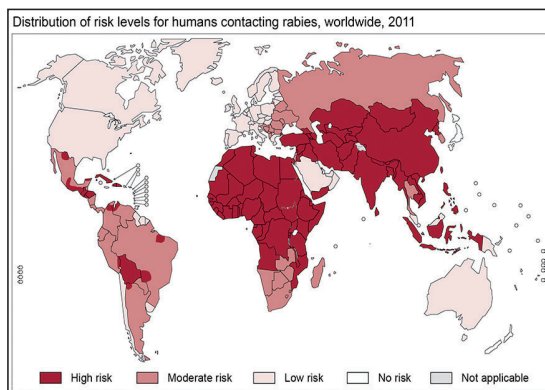 Distribution of risk levels for humans contacting rabies, worldwide, 2011
High risk
Moderate risk
Low risk
No risk
Not applicable